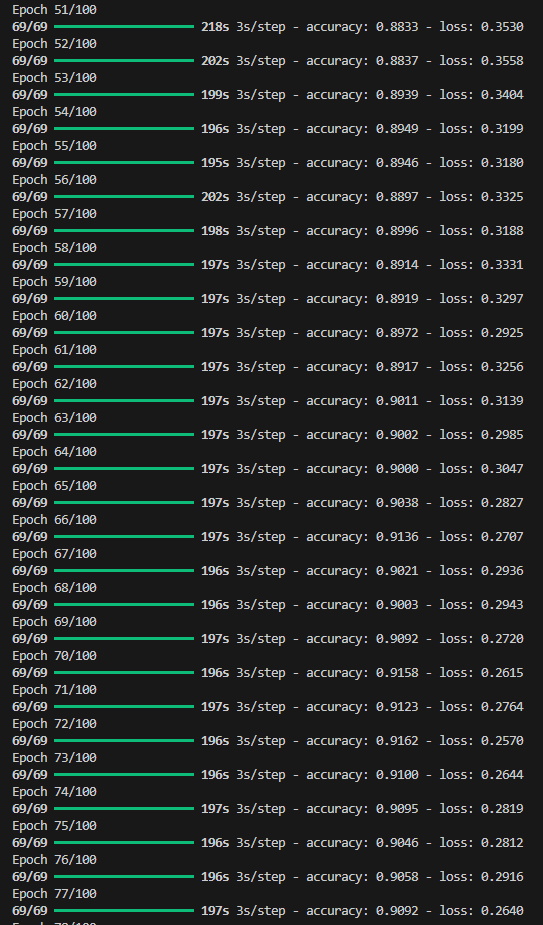 Epoch 51/100
69/69 218s 3s/step - accuracy: 0.8833 - loss: 0.3530
Epoch 52/100
69/69 202s 3s/step - accuracy: 0.8837 - loss: 0.3558
Epoch 53/100
69/69 199s 3s/step - accuracy: 0.8939 - loss: 0.3404
Epoch 54/100
69/69 196s 3s/step - accuracy: 0.8949 - loss: 0.3199
Epoch 55/100
69/69 195s 3s/step - accuracy: 0.8946 - loss: 0.3180
Epoch 56/100
69/69 202s 3s/step - accuracy: 0.8897 - loss: 0.3325
Epoch 57/100
69/69 198s 3s/step - accuracy: 0.8996 - loss: 0.3188
Epoch 58/100
69/69 197s 3s/step - accuracy: 0.8914 - loss: 0.3331
Epoch 59/100
69/69 197s 3s/step - accuracy: 0.8919 - loss: 0.3297
Epoch 60/100
69/69 197s 3s/step - accuracy: 0.8972 - loss: 0.2925
Epoch 61/100
69/69 197s 3s/step - accuracy: 0.8917 - loss: 0.3256
Epoch 62/100
69/69 197s 3s/step - accuracy: 0.9011 - loss: 0.3139
Epoch 63/100
69/69 197s 3s/step - accuracy: 0.9002 - loss: 0.2985
Epoch 64/100
69/69 197s 3s/step - accuracy: 0.9000 - loss: 0.3047
Epoch 65/100
69/69 197s 3s/step - accuracy: 0.9038 - loss: 0.2827
Epoch 66/100
69/69 197s 3s/step - accuracy: 0.9136 - loss: 0.2707
Epoch 67/100
69/69 196s 3s/step - accuracy: 0.9021 - loss: 0.2936
Epoch 68/100
69/69 196s 3s/step - accuracy: 0.9003 - loss: 0.2943
Epoch 69/100
69/69 197s 3s/step - accuracy: 0.9092 - loss: 0.2720
Epoch 70/100
69/69 196s 3s/step - accuracy: 0.9158 - loss: 0.2615
Epoch 71/100
69/69 197s 3s/step - accuracy: 0.9123 - loss: 0.2764
Epoch 72/100
69/69 196s 3s/step - accuracy: 0.9162 - loss: 0.2570
Epoch 73/100
69/69 196s 3s/step - accuracy: 0.9100 - loss: 0.2644
Epoch 74/100
69/69 197s 3s/step - accuracy: 0.9095 - loss: 0.2819
Epoch 75/100
69/69 196s 3s/step - accuracy: 0.9046 - loss: 0.2812
Epoch 76/100
69/69 196s 3s/step - accuracy: 0.9058 - loss: 0.2916
Epoch 77/100
69/69 197s 3s/step - accuracy: 0.9092 - loss: 0.2640